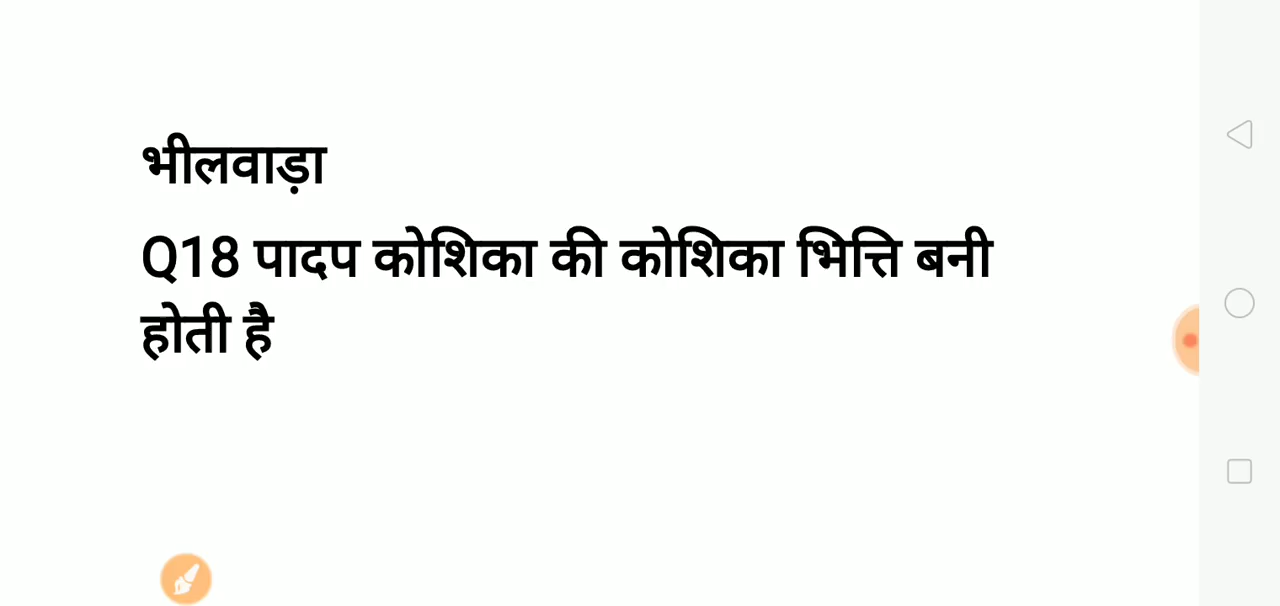 भीलवाड़ा
Q18 पादप कोशिका की कोशिका भित्ति बनी
होती है